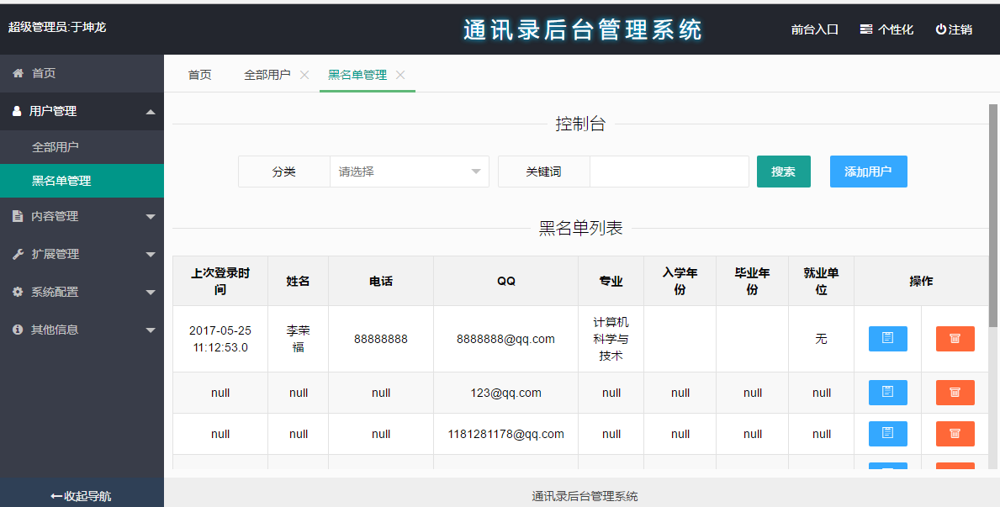 超级管理员:于坤龙
通讯录后台管理系统
前台入口 个性化 注销
首页
用户管理
全部用户
黑名单管理
内容管理
扩展管理
系统配置
其他信息
收起导航
首页 全部用户 黑名单管理
控制台
分类 请选择 关键词 搜索 添加用户
黑名单列表
上次登录时间 姓名 电话 QQ 专业 入学年份 毕业年份 就业单位 操作
2017-05-25 11:12:53.0 李荣福 88888888 8888888@qq.com 计算机科学与技术 无
null null null 123@qq.com null null null null
null null null 1181281178@qq.com null null null null
通讯录后台管理系统